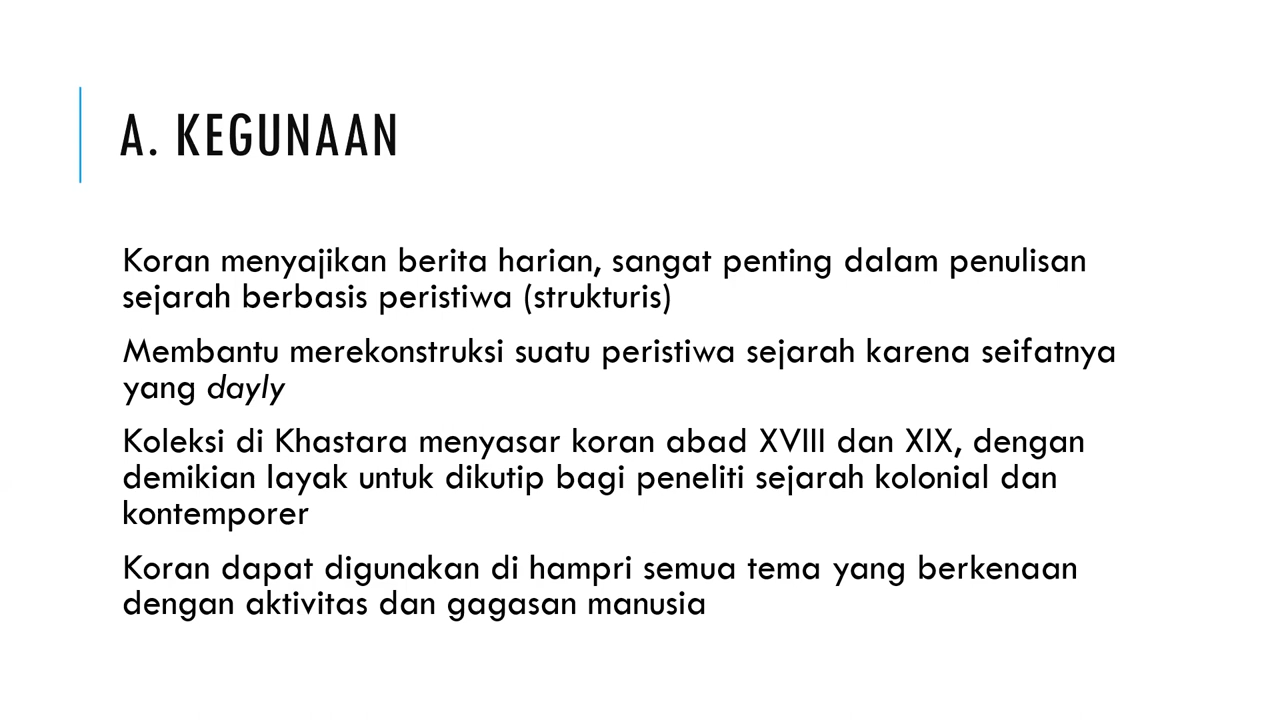 A. KEGUNAAN
Koran menyajikan berita harian, sangat penting dalam penulisan
sejarah berbasis peristiwa (strukturis)
Membantu merekonstruksi suatu peristiwa sejarah karena seifatnya
yang dayly
Koleksi di Khastara menyasar koran abad XVIII dan XIX, dengan
demikian layak untuk dikutip bagi peneliti sejarah kolonial dan
kontemporer
Koran dapat digunakan di hampri semua tema yang berkenaan
dengan aktivitas dan gagasan manusia